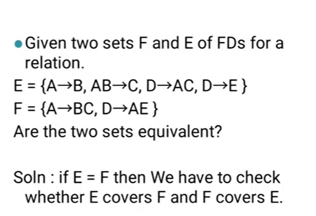 • Given two sets F and E of FDs for a
relation.
E = {A→B, AB→C, D→AC, D→E}
F = {A→BC, D→AE}
Are the two sets equivalent?
Soln : if E = F then We have to check
whether E covers F and F covers E.